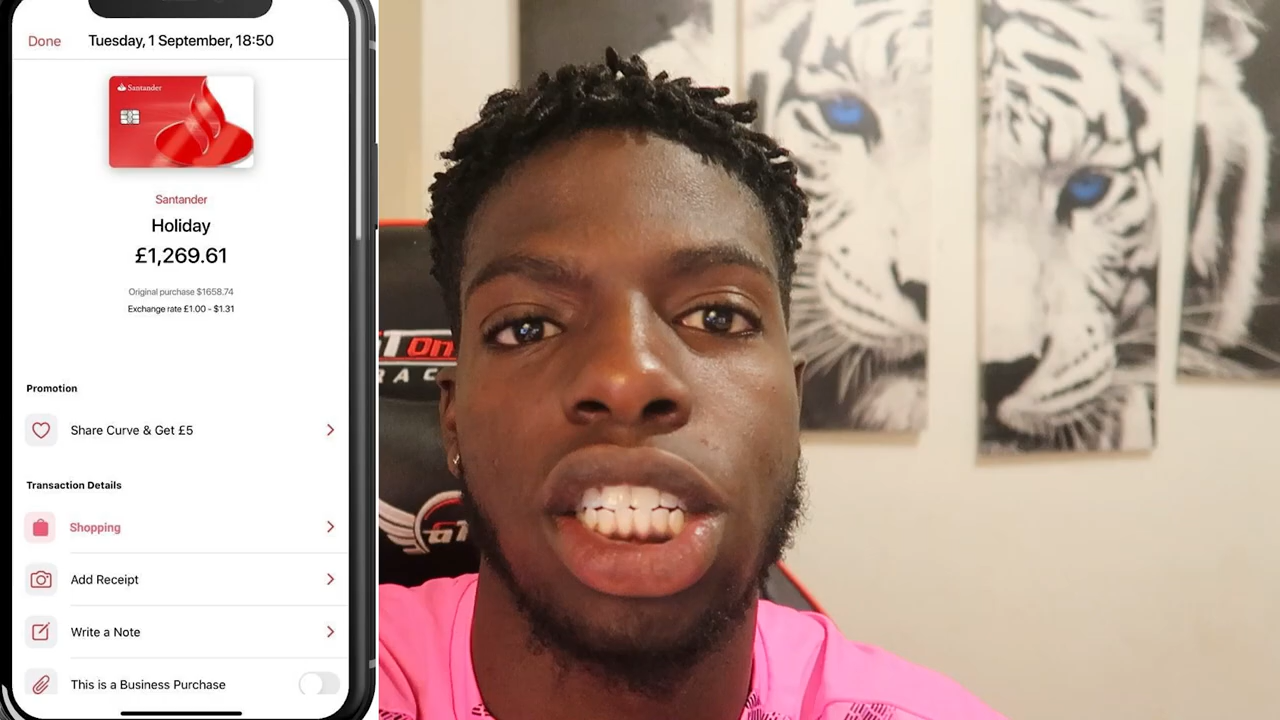 Done
Tuesday, 1 September, 18:50
Santander
Santander
Holiday
£1,269.61
Original purchase $1658.74
Exchange rate £1.00 - $1.31
Promotion
Share Curve & Get £5
Transaction Details
Shopping
Add Receipt
Write a Note
This is a Business Purchase